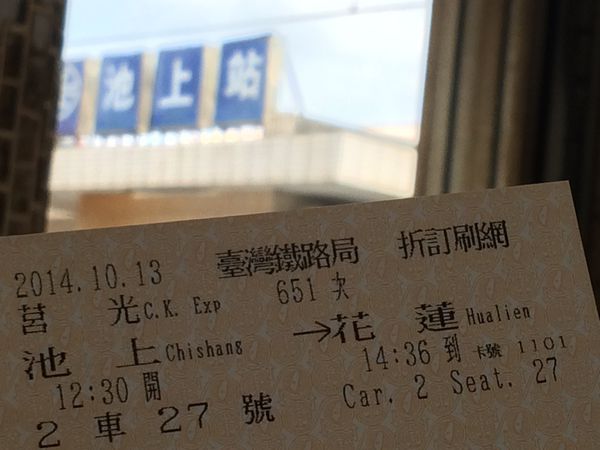 池上站
2014.10.13 臺灣鐵路局 折訂刷網
莒光 C.K. Exp 651 次
池上 Chishang →花蓮 Hualien
12:30 開 14:36 到 卡號 1101
2 車 27 號 Car. 2 Seat. 27